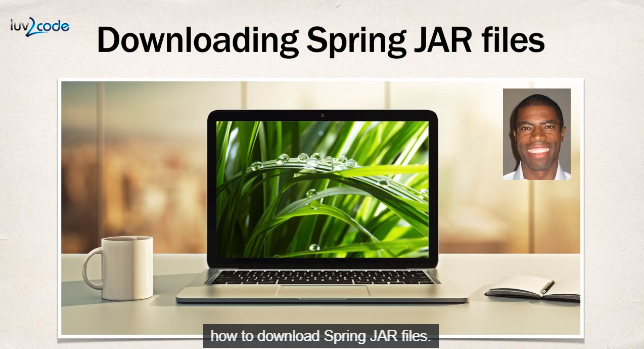 luv2code
Downloading Spring JAR files
how to download Spring JAR files.